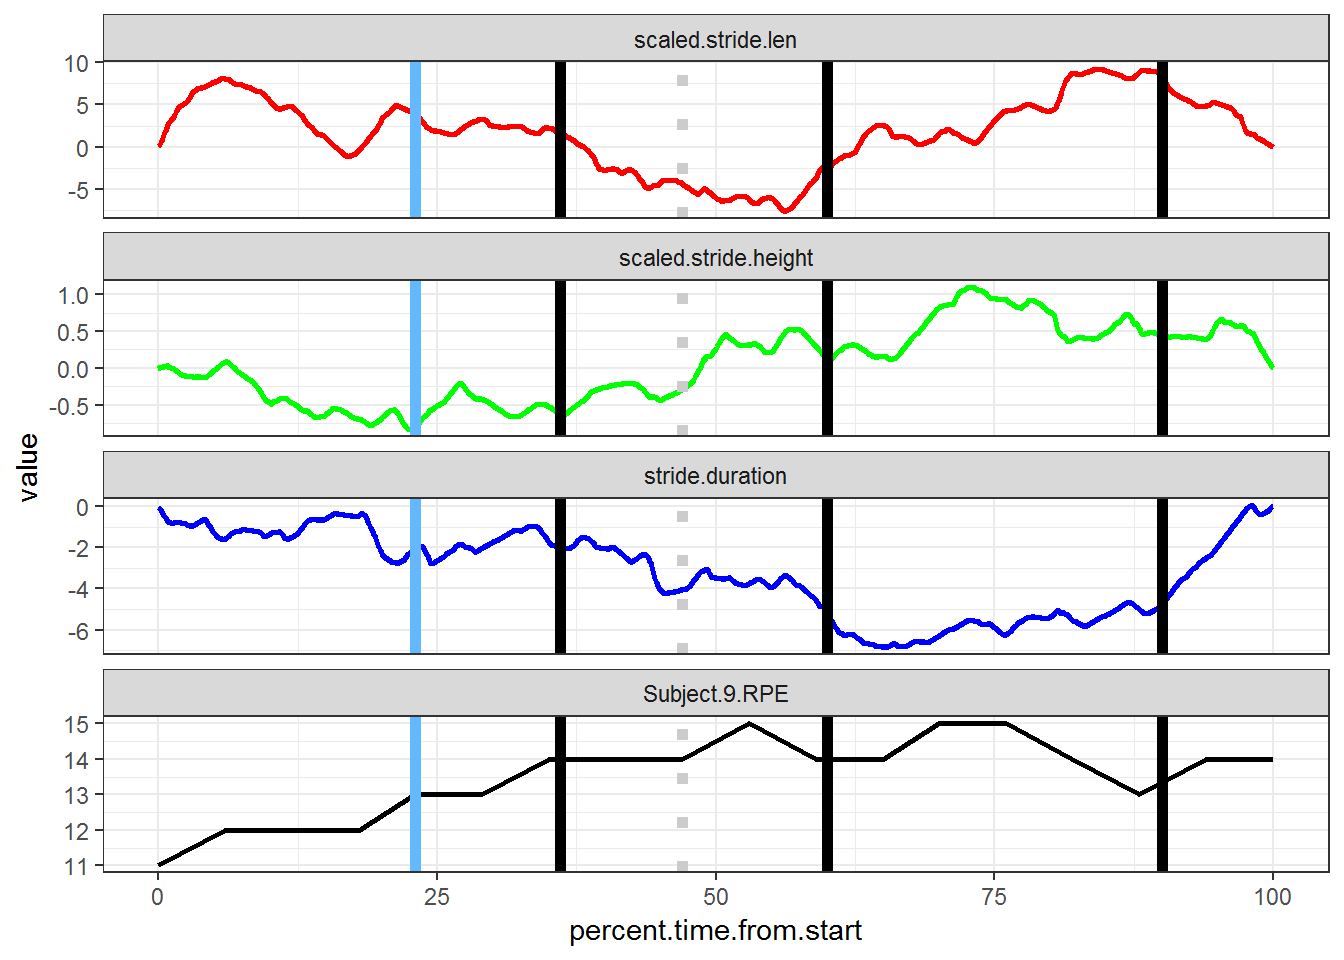 scaled.stride.len
10
5
0
-5
scaled.stride.height
1.0
0.5
0.0
-0.5
stride.duration
0
-2
-4
-6
Subject.9.RPE
15
14
13
12
11
value
0 25 50 75 100
percent.time.from.start